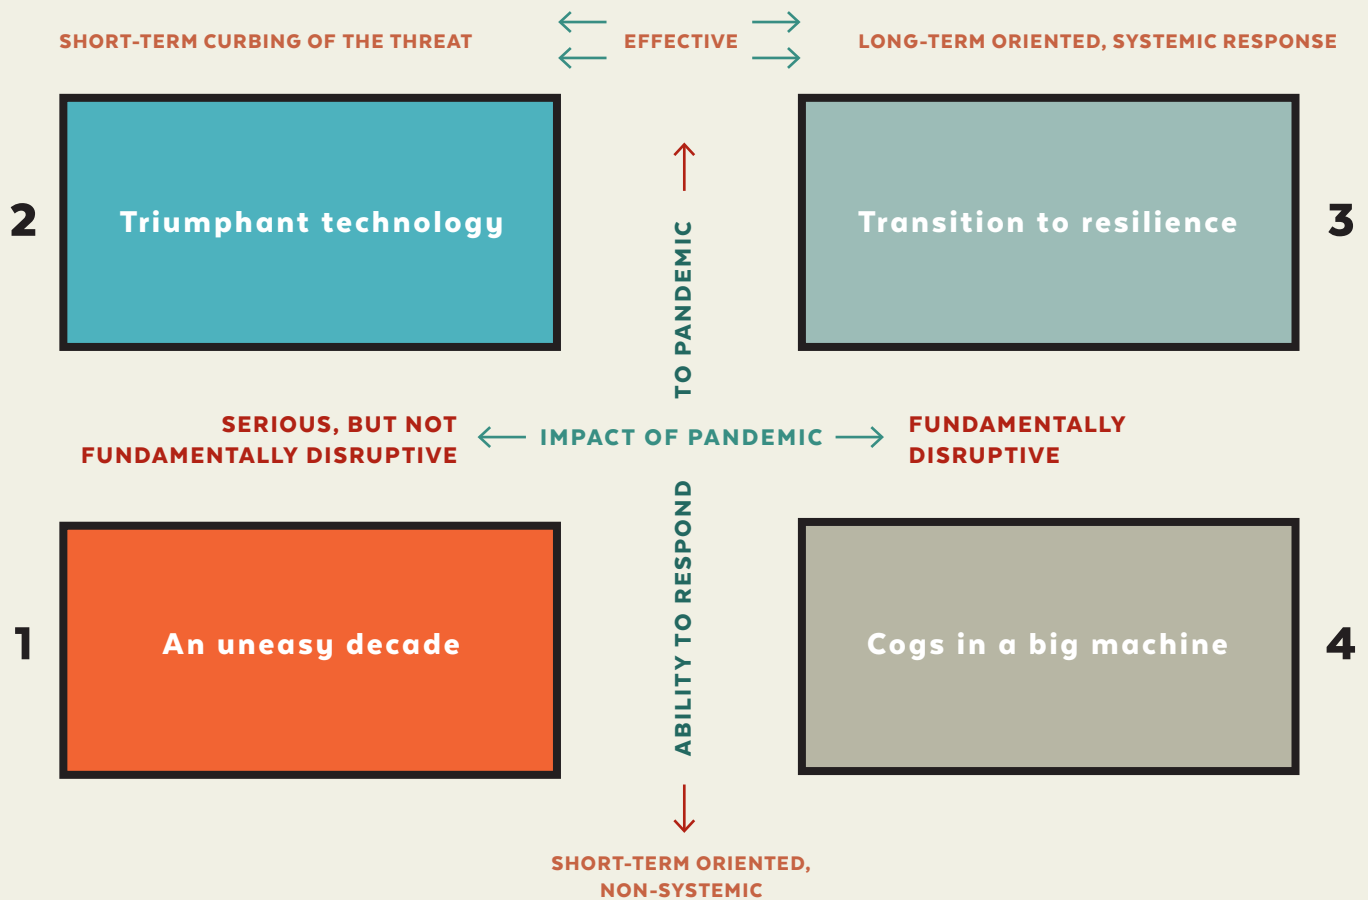 SHORT-TERM CURBING OF THE THREAT
EFFECTIVE
LONG-TERM ORIENTED, SYSTEMIC RESPONSE
2
Triumphant technology
Transition to resilience
3
TO PANDEMIC
SERIOUS, BUT NOT
FUNDAMENTALLY DISRUPTIVE
IMPACT OF PANDEMIC
FUNDAMENTALLY
DISRUPTIVE
ABILITY TO RESPOND
1
An uneasy decade
Cogs in a big machine
4
SHORT-TERM ORIENTED,
NON-SYSTEMIC